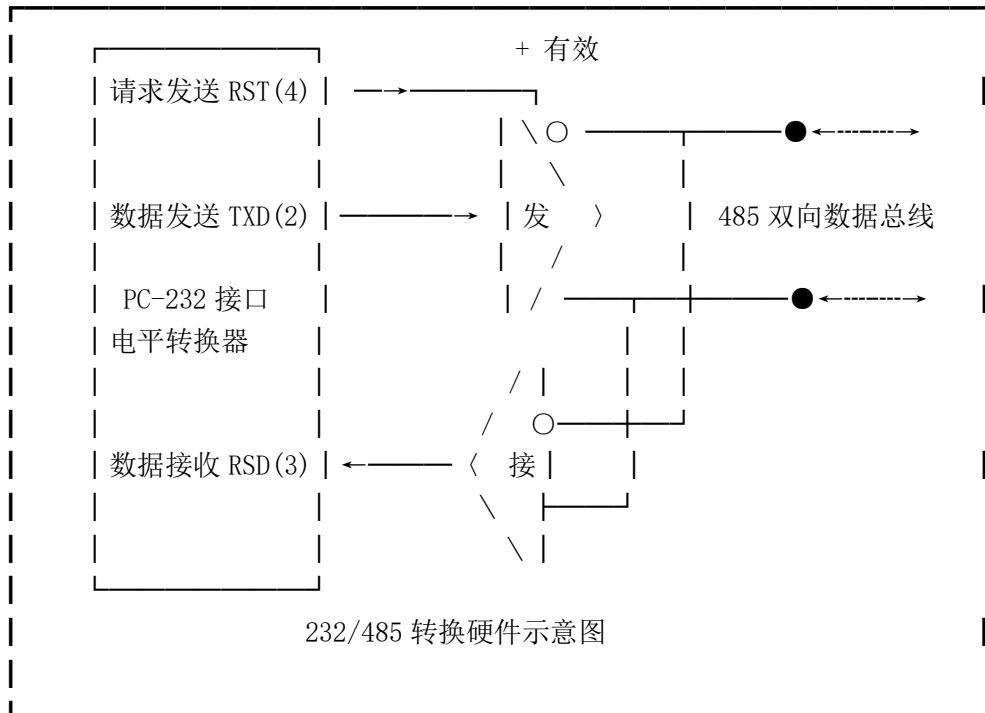 + 有效
请求发送 RST(4)
数据发送 TXD(2)
发
485 双向数据总线
PC-232 接口
电平转换器
数据接收 RSD(3)
接
232/485 转换硬件示意图